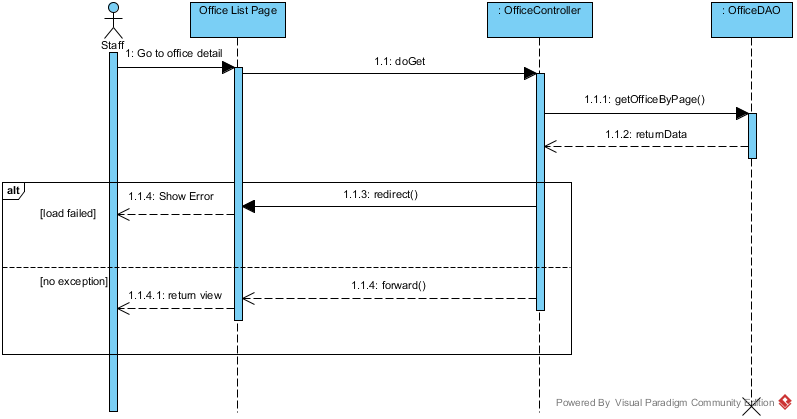 Office List Page
: OfficeController
: OfficeDAO
Staff
1: Go to office detail
1.1: doGet
1.1.1: getOfficeByPage()
1.1.2: returnData
alt
1.1.4: Show Error
1.1.3: redirect()
[load failed]
[no exception]
1.1.4: forward()
1.1.4.1: return view
Powered By Visual Paradigm Community Edition